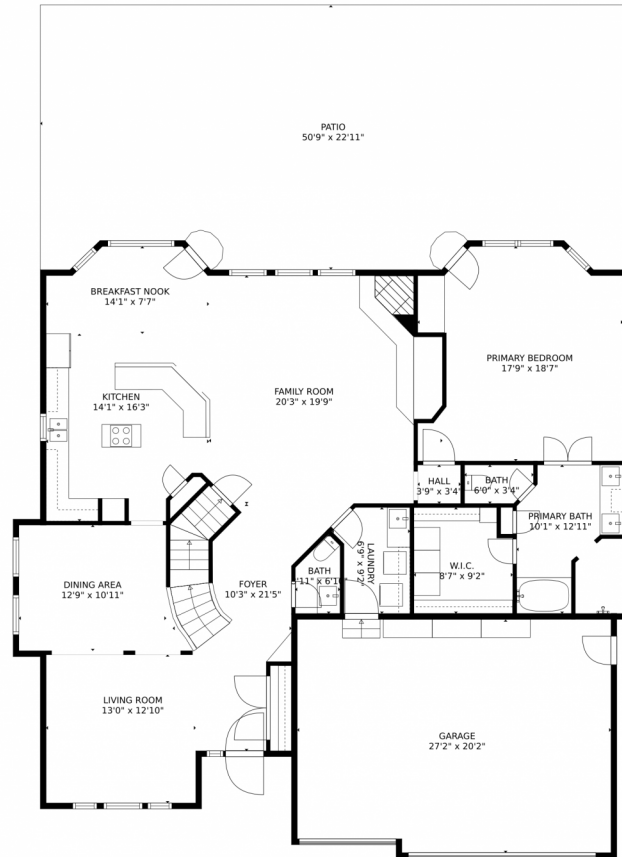 PATIO
50'9" x 22'11"
BREAKFAST NOOK
14'1" x 7'7"
PRIMARY BEDROOM
17'9" x 18'7"
FAMILY ROOM
20'3" x 19'9"
KITCHEN
14'1" x 16'3"
HALL
3'9" x 3'4"
BATH
6'0" x 3'4"
PRIMARY BATH
10'1" x 12'11"
LAUNDRY
6'9" x 9'2"
W.I.C.
8'7" x 9'2"
BATH
DINING AREA
12'9" x 10'11"
FOYER
10'3" x 21'5"
LIVING ROOM
13'0" x 12'10"
GARAGE
27'2" x 20'2"